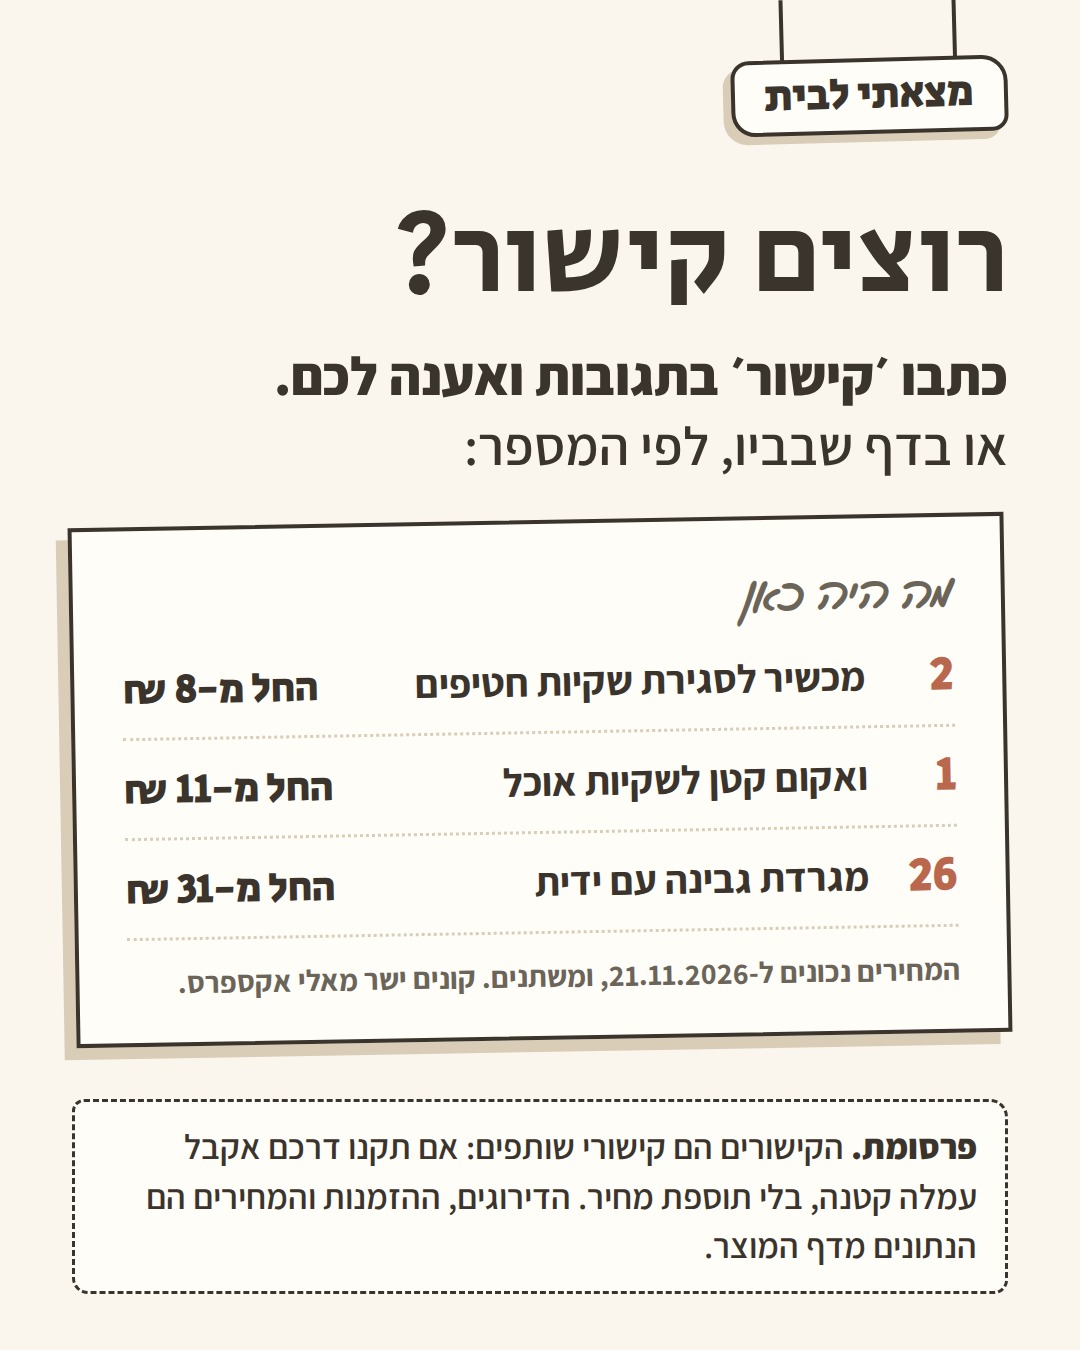 מצאתי לבית
רוצים קישור?
כתבו ׳קישור׳ בתגובות ואענה לכם.
או בדף שבביו, לפי המספר:
מה היה כאן
2 מכשיר לסגירת שקיות חטיפים החל מ–8 ₪
1 ואקום קטן לשקיות אוכל החל מ–11 ₪
26 מגרדת גבינה עם ידית החל מ–31 ₪
המחירים נכונים ל-21.11.2026, ומשתנים. קונים ישר מאלי אקספרס.
פרסומת. הקישורים הם קישורי שותפים: אם תקנו דרכם אקבל
עמלה קטנה, בלי תוספת מחיר. הדירוגים, ההזמנות והמחירים הם
הנתונים מדף המוצר.